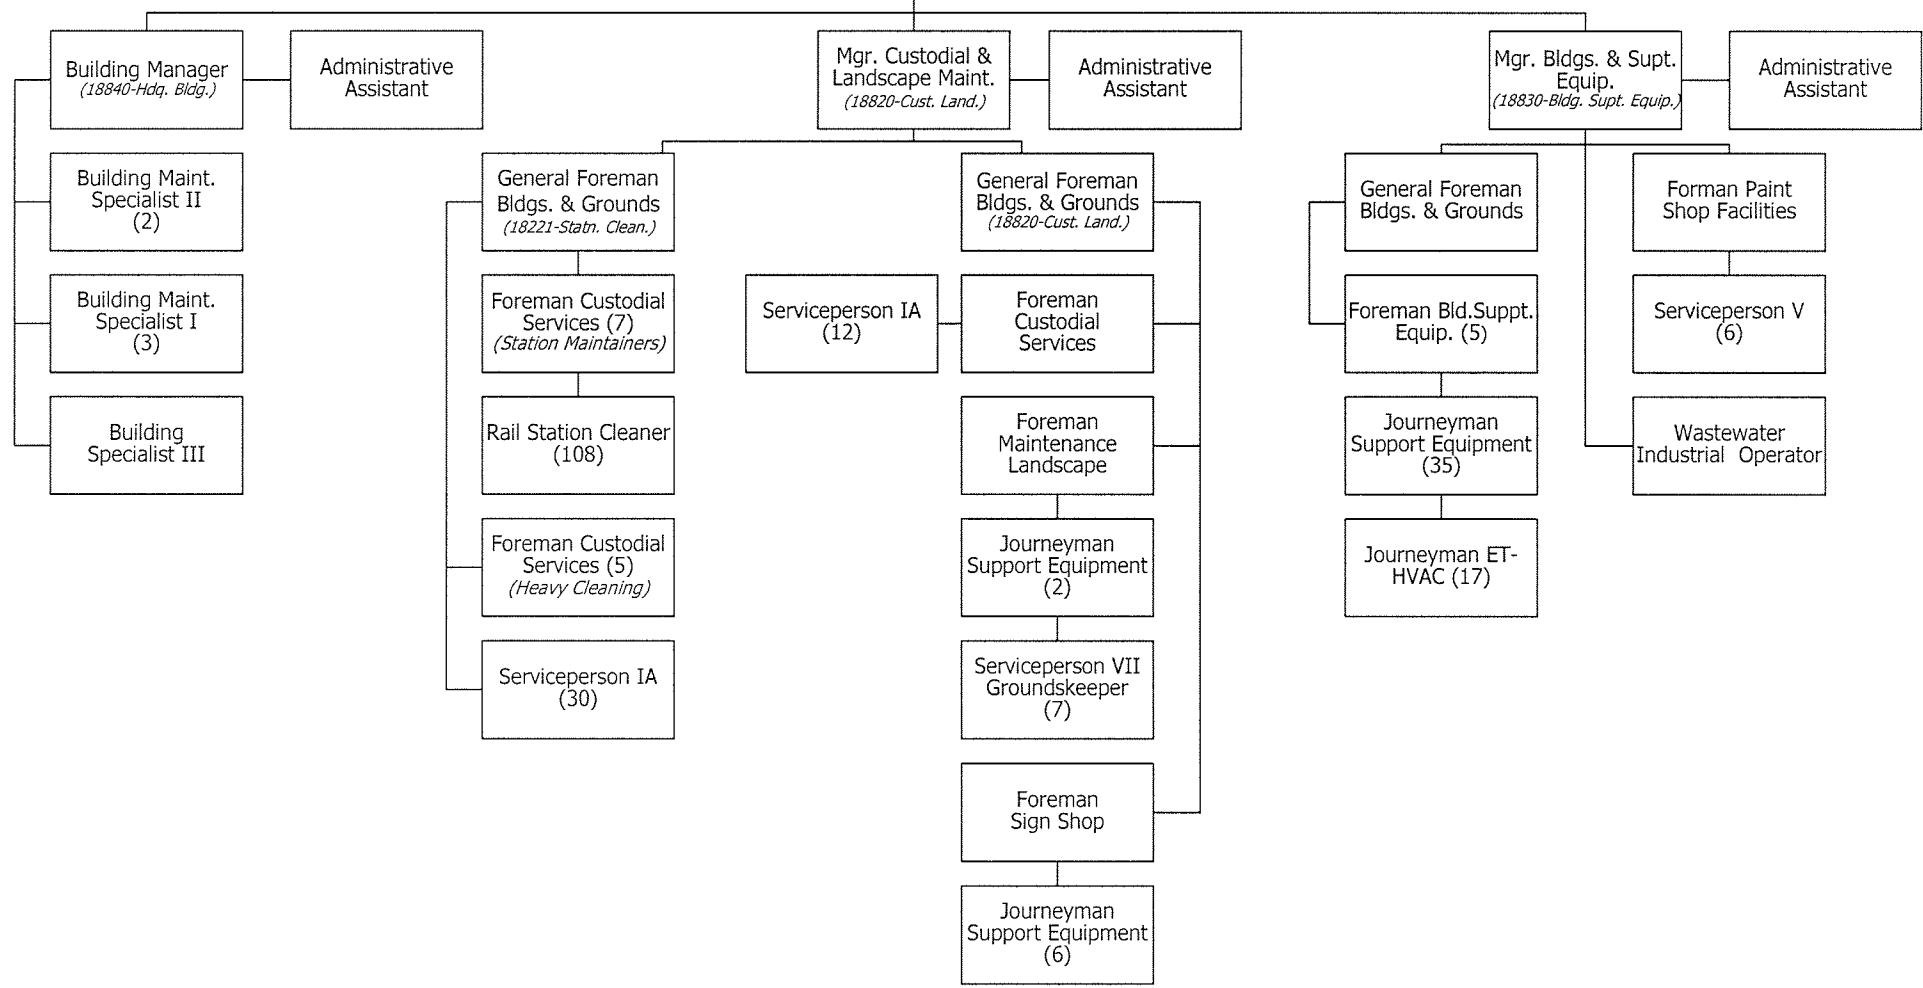 Building Manager
(18840-Hdq. Bldg.)
Administrative
Assistant
Mgr. Custodial &
Landscape Maint.
(18820-Cust. Land.)
Administrative
Assistant
Mgr. Bldgs. & Supt.
Equip.
(18830-Bldg. Supt. Equip.)
Administrative
Assistant
Building Maint.
Specialist II
(2)
Building Maint.
Specialist I
(3)
Building
Specialist III
General Foreman
Bldgs. & Grounds
(18221-Statn. Clean.)
Foreman Custodial
Services (7)
(Station Maintainers)
Rail Station Cleaner
(108)
Foreman Custodial
Services (5)
(Heavy Cleaning)
Serviceperson IA
(30)
General Foreman
Bldgs. & Grounds
(18820-Cust. Land.)
Serviceperson IA
(12)
Foreman
Custodial
Services
Foreman
Maintenance
Landscape
Journeyman
Support Equipment
(2)
Serviceperson VII
Groundskeeper
(7)
Foreman
Sign Shop
Journeyman
Support Equipment
(6)
General Foreman
Bldgs. & Grounds
Foreman Bld.Suppt.
Equip. (5)
Journeyman
Support Equipment
(35)
Journeyman ET-
HVAC (17)
Forman Paint
Shop Facilities
Serviceperson V
(6)
Wastewater
Industrial Operator